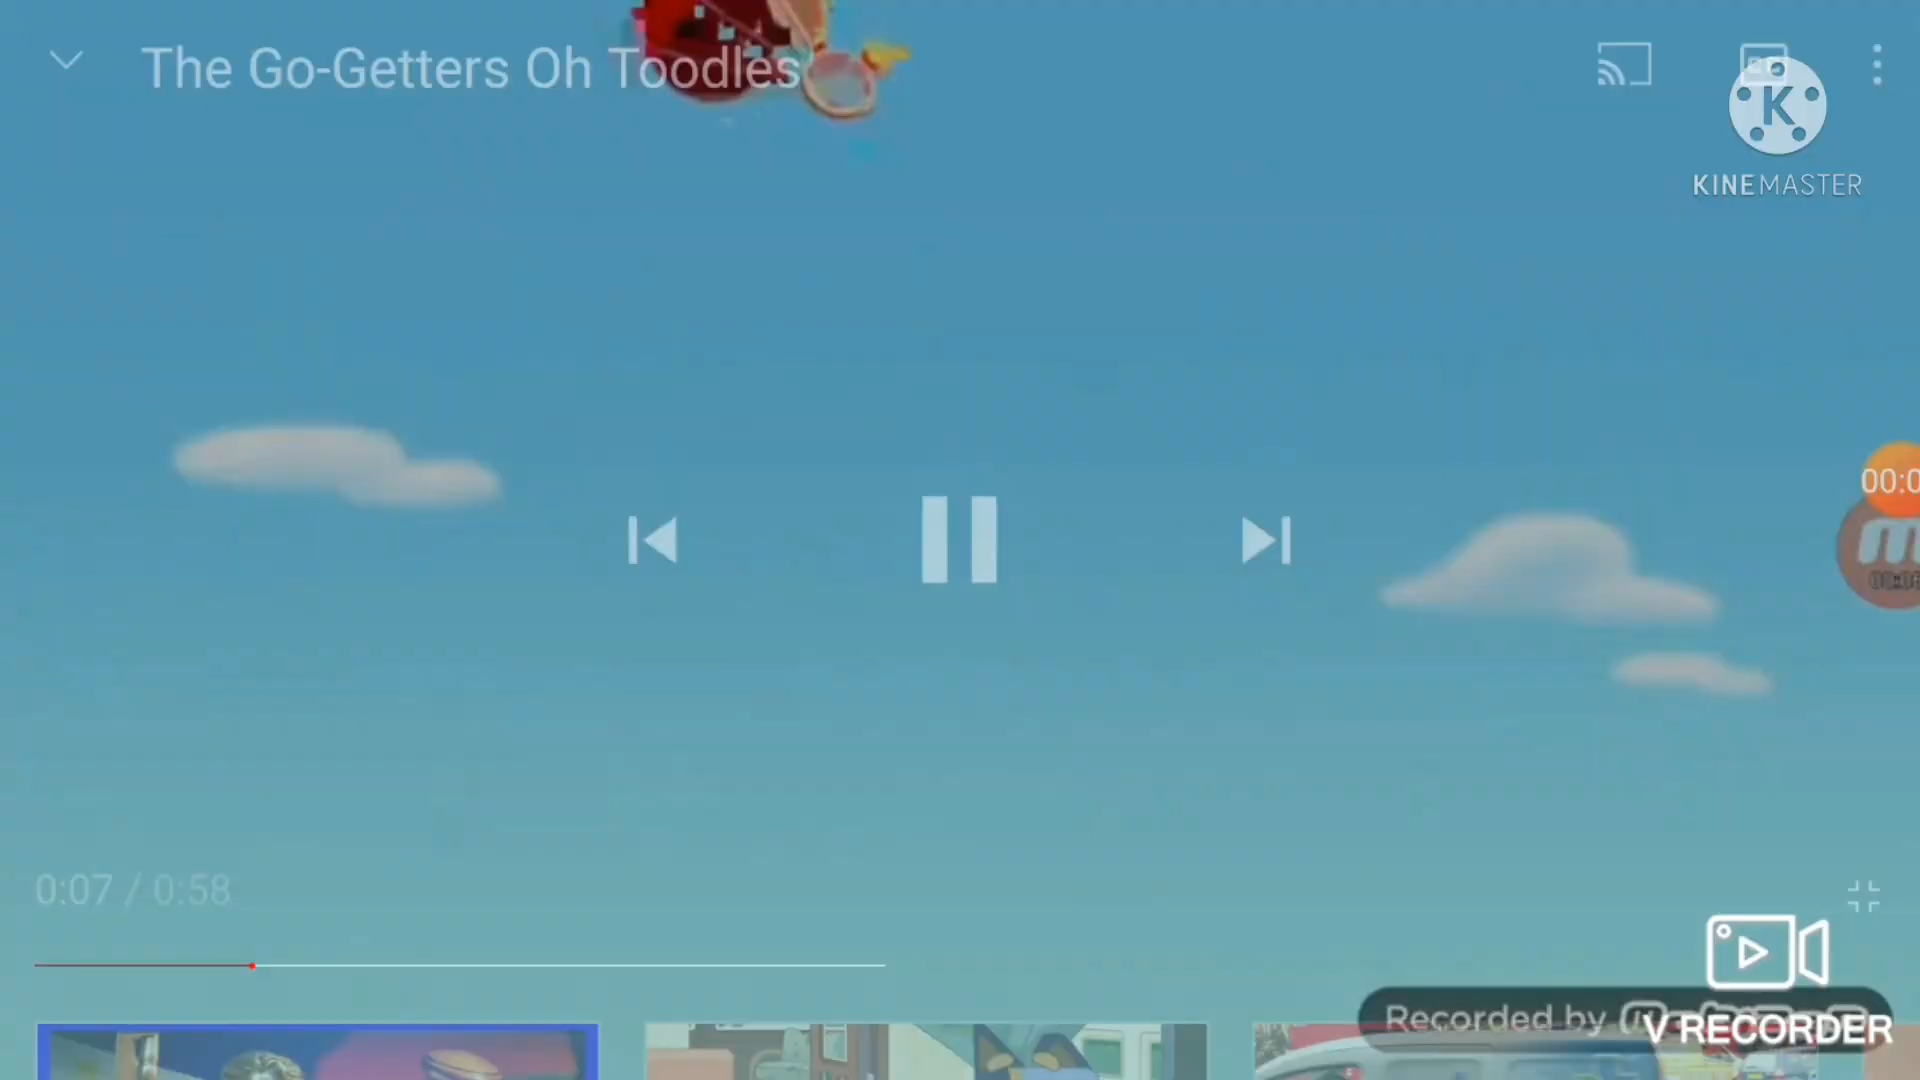 The Go-Getters Oh Toodles
K
KINEMASTER
00:0
m
0:07 / 0:58
Recorded by
V RECORDER